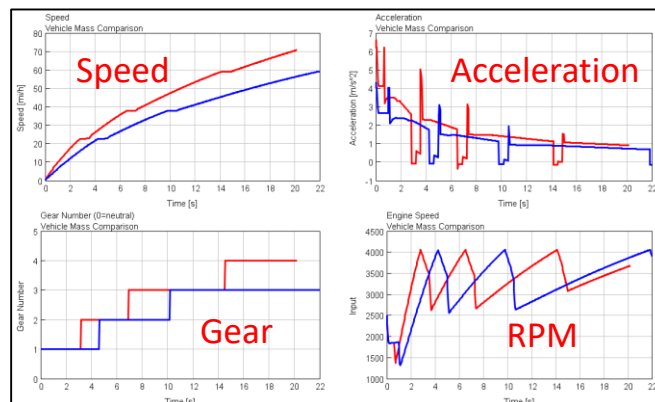 Speed
Vehicle Mass Comparison
80
70
60
50
40
30
20
10
0
Speed [m/h]
Speed
0 2 4 6 8 10 12 14 16 18 20 22
Time [s]
Acceleration
Vehicle Mass Comparison
7
6
5
4
3
2
1
0
-1
Acceleration [m/s^2]
Acceleration
0 2 4 6 8 10 12 14 16 18 20 22
Time [s]
Gear Number (0=neutral)
Vehicle Mass Comparison
5
4
3
2
1
0
Gear Number
Gear
0 2 4 6 8 10 12 14 16 18 20 22
Time [s]
Engine Speed
Vehicle Mass Comparison
4500
4000
3500
3000
2500
2000
1500
1000
Input
RPM
0 2 4 6 8 10 12 14 16 18 20 22
Time [s]